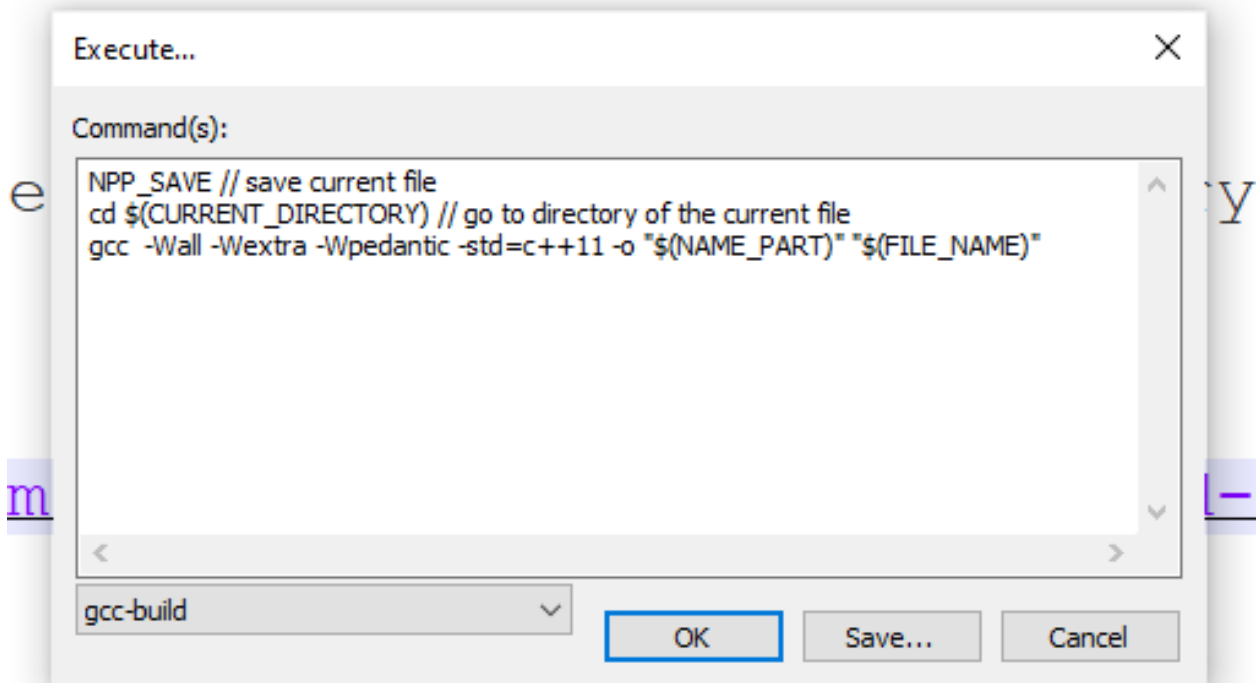 Execute...
Command(s):
NPP_SAVE // save current file
cd $(CURRENT_DIRECTORY) // go to directory of the current file
gcc  -Wall -Wextra -Wpedantic -std=c++11 -o "$(NAME_PART)" "$(FILE_NAME)"
gcc-build
OK
Save...
Cancel